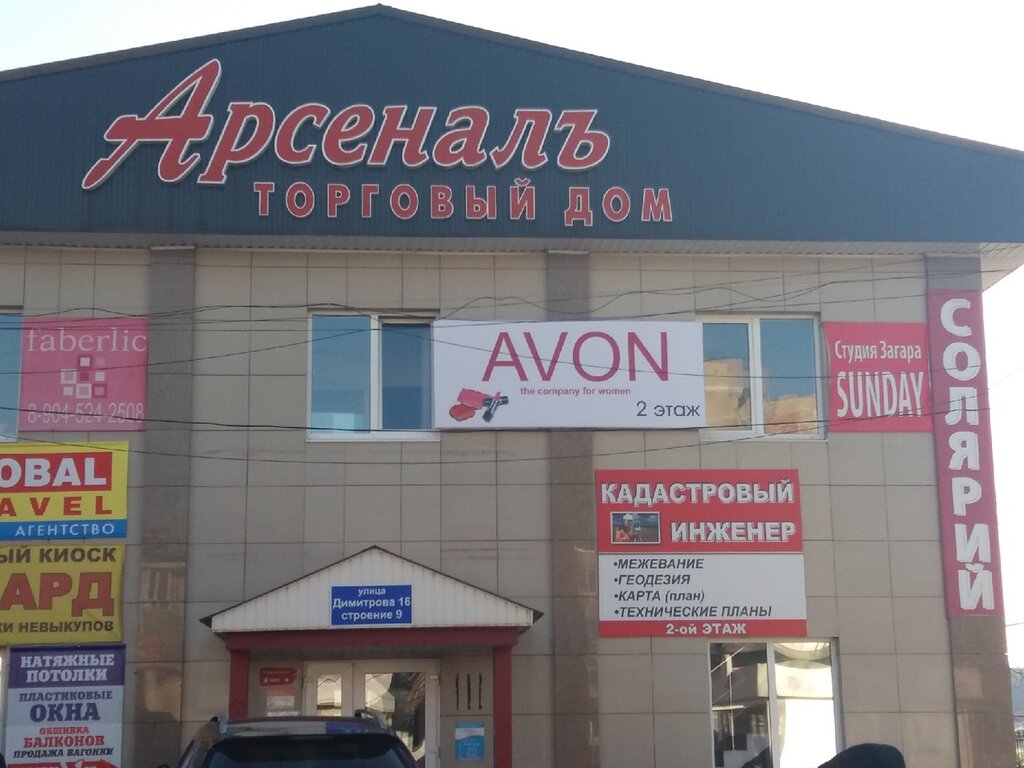 Арсеналъ
ТОРГОВЫЙ ДОМ
faberlic
8-904-524-2508
AVON
the company for women
2 этаж
Студия Загара
SUNDAY
СОЛЯРИЙ
OBAL
AVEL
АГЕНТСТВО
ЫЙ КИОСК
АРД
КИ НЕВЫКУПОВ
КАДАСТРОВЫЙ
ИНЖЕНЕР
•МЕЖЕВАНИЕ
•ГЕОДЕЗИЯ
•КАРТА (план)
•ТЕХНИЧЕСКИЕ ПЛАНЫ
2-ой ЭТАЖ
улица
Димитрова 16
строение 9
НАТЯЖНЫЕ
ПОТОЛКИ
ПЛАСТИКОВЫЕ
ОКНА
ОБШИВКА
БАЛКОНОВ
ПРОДАЖА ВАГОНКИ